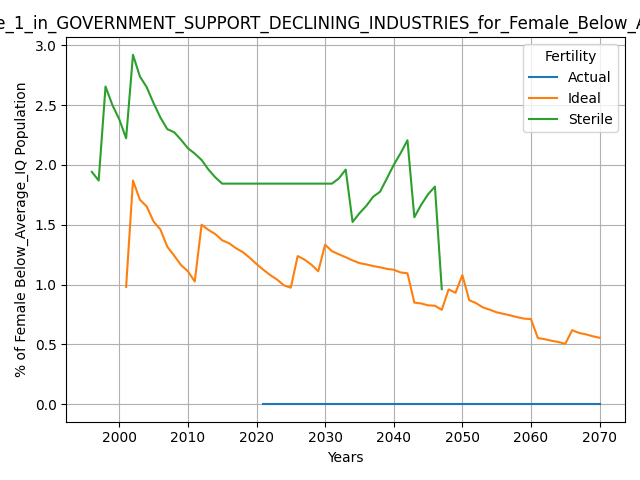 e_1_in_GOVERNMENT_SUPPORT_DECLINING_INDUSTRIES_for_Female_Below_A
% of Female Below_Average_IQ Population
3.0
2.5
2.0
1.5
1.0
0.5
0.0
Fertility
Actual
Ideal
Sterile
2000 2010 2020 2030 2040 2050 2060 2070
Years